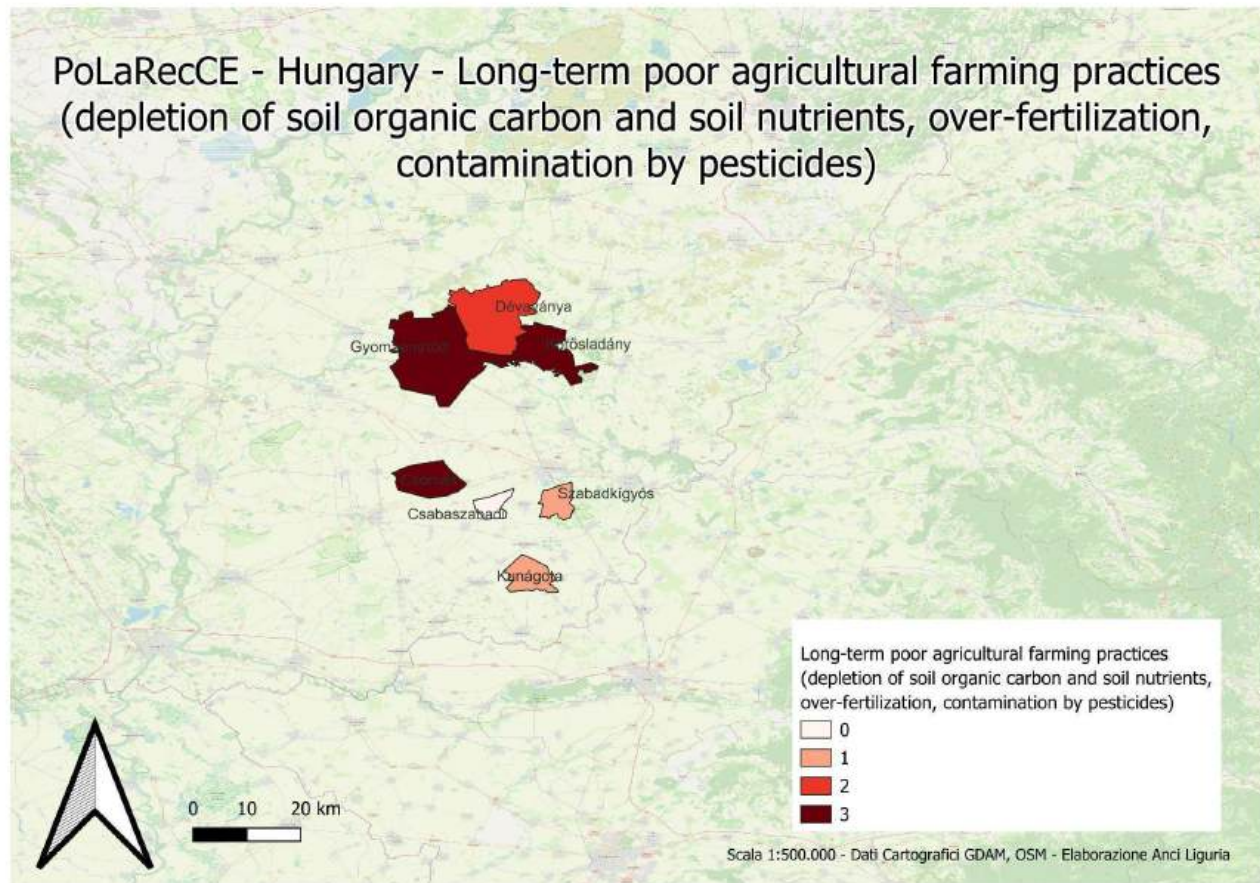 PoLaRecCE - Hungary - Long-term poor agricultural farming practices
(depletion of soil organic carbon and soil nutrients, over-fertilization,
contamination by pesticides)
Dévaványa
Szabadkígyós
Csabaszabadi
Kunágota
Long-term poor agricultural farming practices
(depletion of soil organic carbon and soil nutrients,
over-fertilization, contamination by pesticides)
0
1
2
3
0 10 20 km
Scala 1:500.000 - Dati Cartografici GDAM, OSM - Elaborazione Anci Liguria